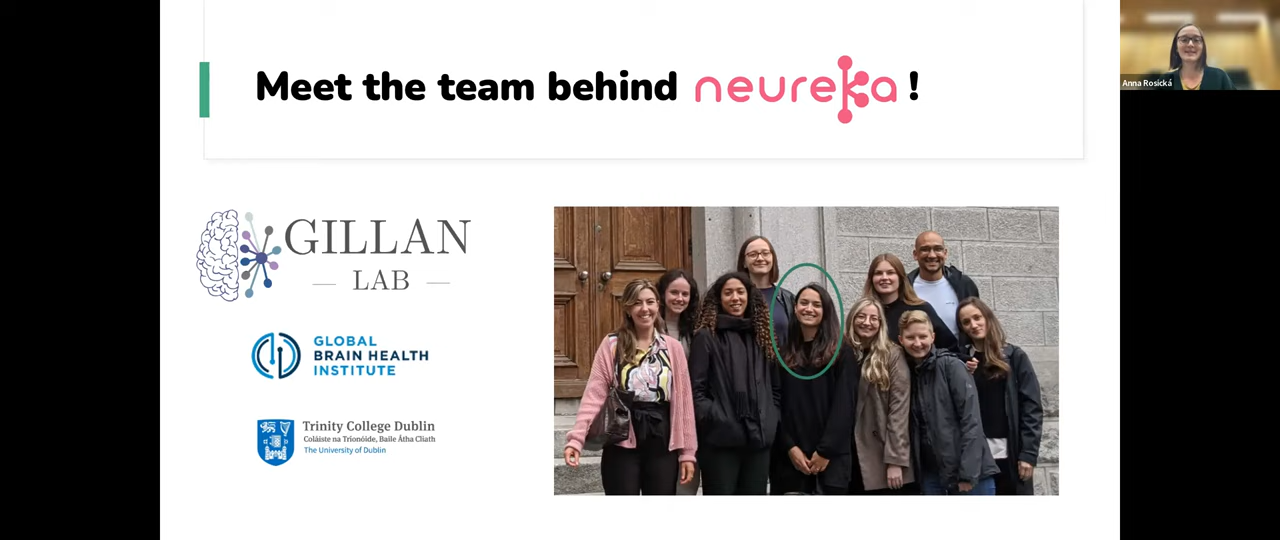 Meet the team behind neureka !
Anna Rosická
GILLAN
LAB
GLOBAL
BRAIN HEALTH
INSTITUTE
Trinity College Dublin
Coláiste na Tríonóide, Baile Átha Cliath
The University of Dublin